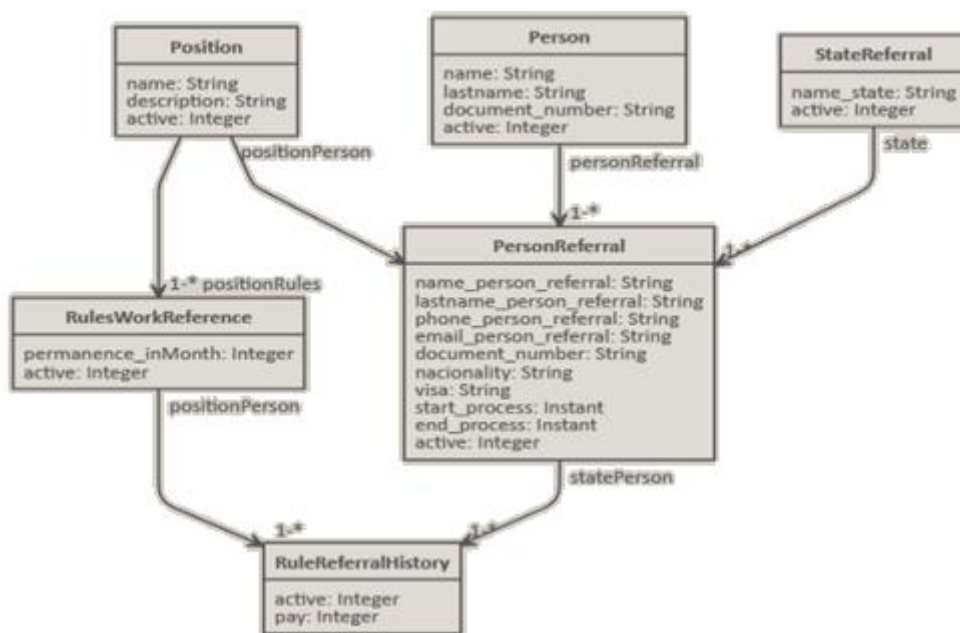 Position
name: String
description: String
active: Integer
Person
name: String
lastname: String
document_number: String
active: Integer
StateReferral
name_state: String
active: Integer
positionPerson
personReferral
state
1-*
1-*
PersonReferral
name_person_referral: String
lastname_person_referral: String
phone_person_referral: String
email_person_referral: String
document_number: String
nacionality: String
visa: String
start_process: Instant
end_process: Instant
active: Integer
1-* positionRules
RulesWorkReference
permanence_inMonth: Integer
active: Integer
positionPerson
statePerson
1-*
1-*
RuleReferralHistory
active: Integer
pay: Integer